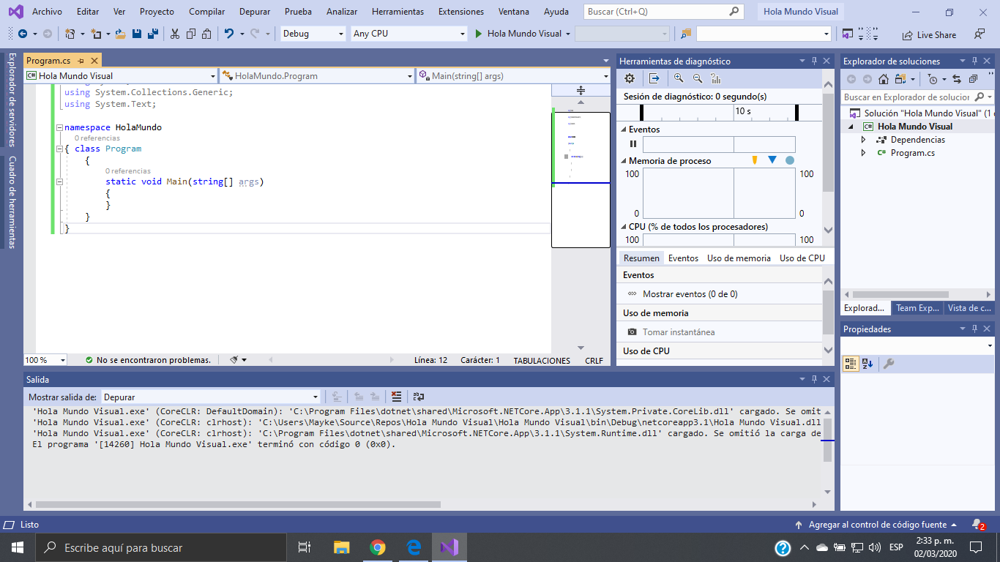 Archivo Editar Ver Proyecto Compilar Depurar Prueba Analizar Herramientas Extensiones Ventana Ayuda Buscar (Ctrl+Q) Hola Mundo Visual
Debug Any CPU Hola Mundo Visual Live Share
Explorador de servidores
Cuadro de herramientas
Program.cs
Hola Mundo Visual HolaMundo.Program Main(string[] args)
using System.Collections.Generic;
using System.Text;
namespace HolaMundo
0 referencias
{ class Program
{
0 referencias
static void Main(string[] args)
{
}
}
}
100 % No se encontraron problemas. Línea: 12 Carácter: 1 TABULACIONES CRLF
Herramientas de diagnóstico
Sesión de diagnóstico: 0 segundo(s)
10 s
Eventos
Memoria de proceso
100 100
0 0
CPU (% de todos los procesadores)
100 100
Resumen Eventos Uso de memoria Uso de CPU
Eventos
Mostrar eventos (0 de 0)
Uso de memoria
Tomar instantánea
Uso de CPU
Explorador de soluciones
Buscar en Explorador de solucior
Solución "Hola Mundo Visual" (1
Hola Mundo Visual
Dependencias
C# Program.cs
Explorad... Team Exp... Vista de c...
Propiedades
Salida
Mostrar salida de: Depurar
'Hola Mundo Visual.exe' (CoreCLR: DefaultDomain): 'C:\Program Files\dotnet\shared\Microsoft.NETCore.App\3.1.1\System.Private.CoreLib.dll' cargado. Se omit
'Hola Mundo Visual.exe' (CoreCLR: clrhost): 'C:\Users\Mayke\Source\Repos\Hola Mundo Visual\Hola Mundo Visual\bin\Debug\netcoreapp3.1\Hola Mundo Visual.dll
'Hola Mundo Visual.exe' (CoreCLR: clrhost): 'C:\Program Files\dotnet\shared\Microsoft.NETCore.App\3.1.1\System.Runtime.dll' cargado. Se omitió la carga de
El programa '[14260] Hola Mundo Visual.exe' terminó con código 0 (0x0).
Listo Agregar al control de código fuente 2
Escribe aquí para buscar ESP 2:33 p. m.
02/03/2020